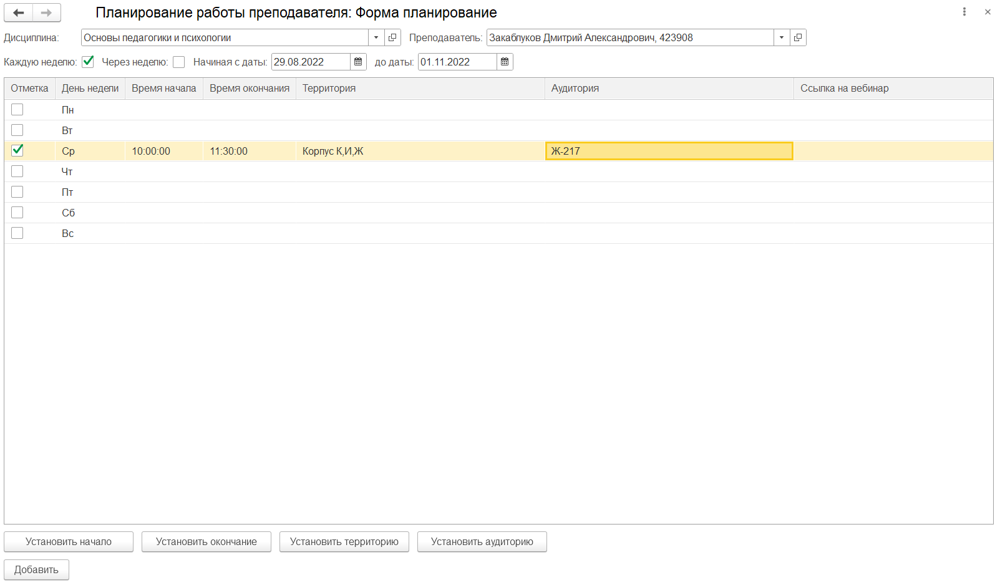 Планирование работы преподавателя: Форма планирование
Дисциплина: Основы педагогики и психологии Преподаватель: Закаблуков Дмитрий Александрович, 423908
Каждую неделю: Через неделю: Начиная с даты: 29.08.2022 до даты: 01.11.2022
Отметка День недели Время начала Время окончания Территория Аудитория Ссылка на вебинар
Пн
Вт
Ср 10:00:00 11:30:00 Корпус К,И,Ж Ж-217
Чт
Пт
Сб
Вс
Установить начало Установить окончание Установить территорию Установить аудиторию
Добавить